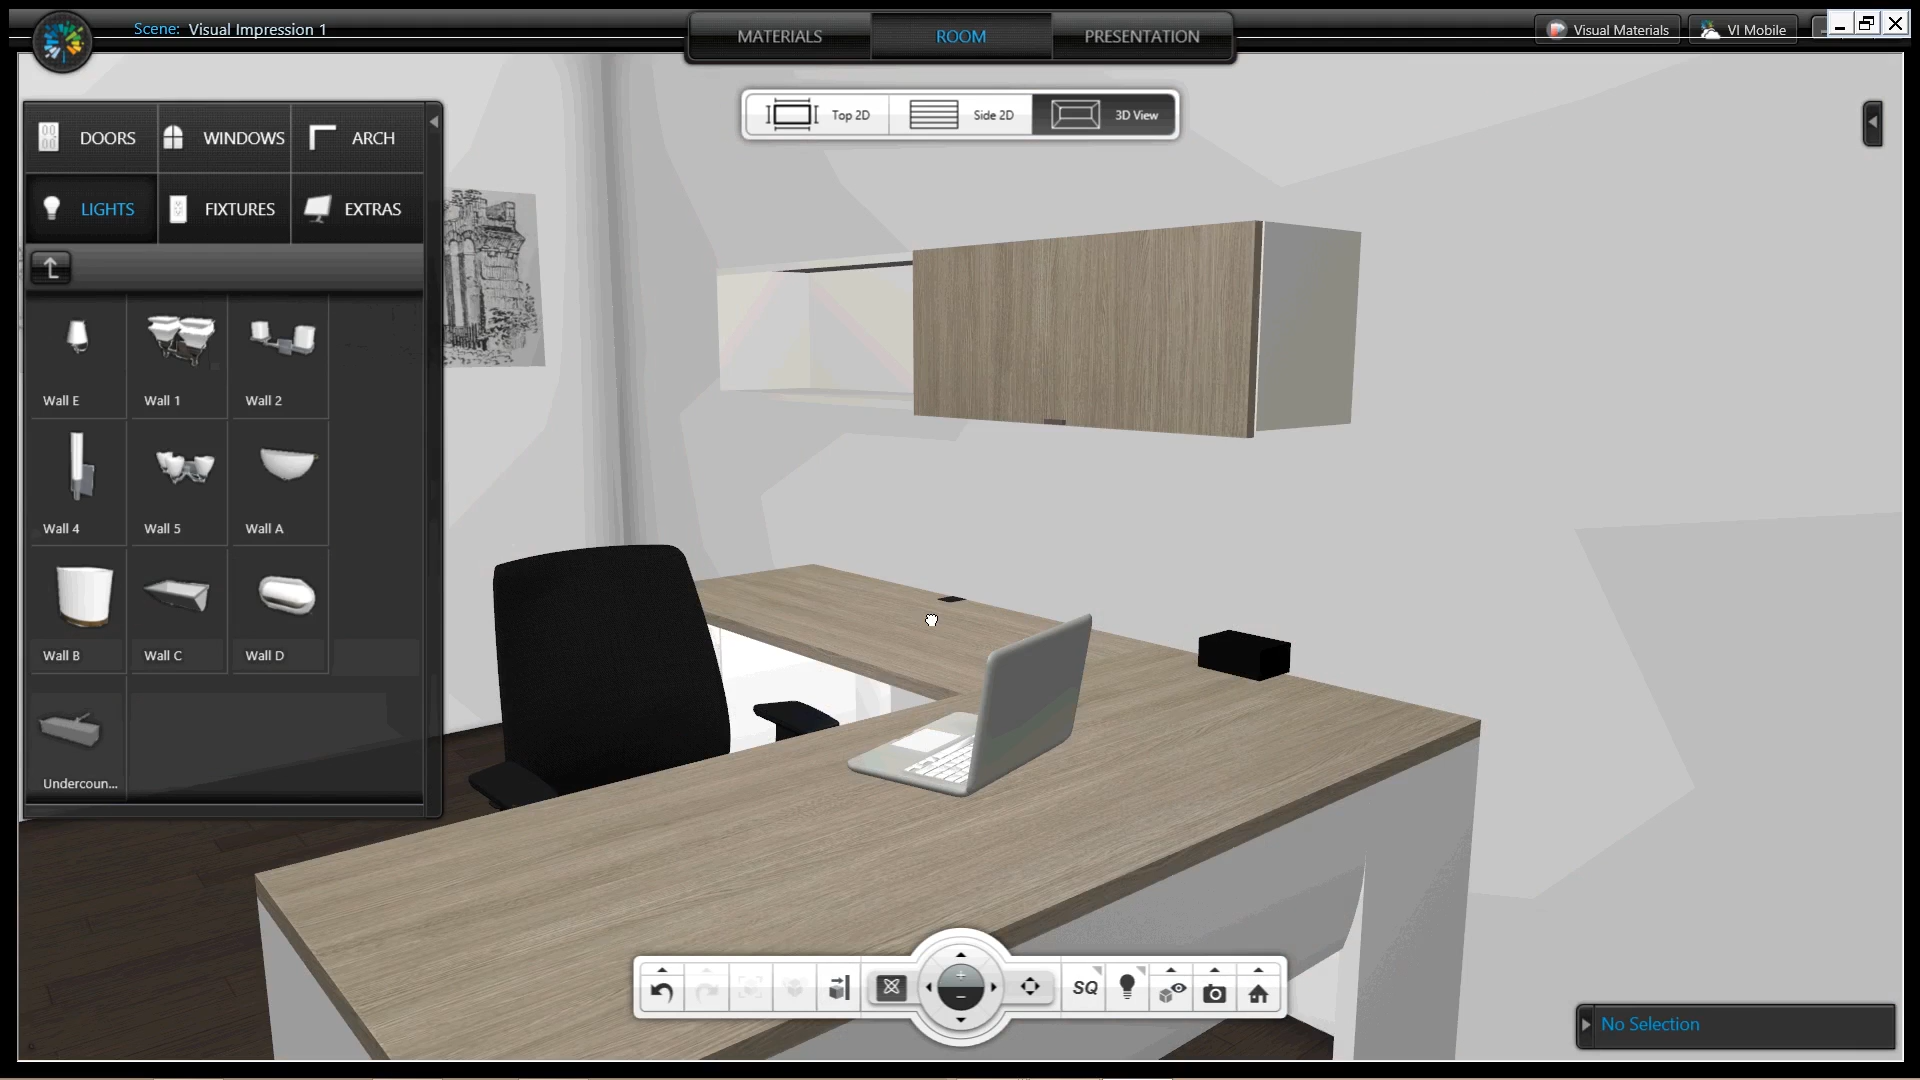 Scene: Visual Impression 1
MATERIALS
ROOM
PRESENTATION
Visual Materials
VI Mobile
Top 2D
Side 2D
3D View
DOORS
WINDOWS
ARCH
LIGHTS
FIXTURES
EXTRAS
Wall E
Wall 1
Wall 2
Wall 4
Wall 5
Wall A
Wall B
Wall C
Wall D
Undercoun...
SQ
No Selection